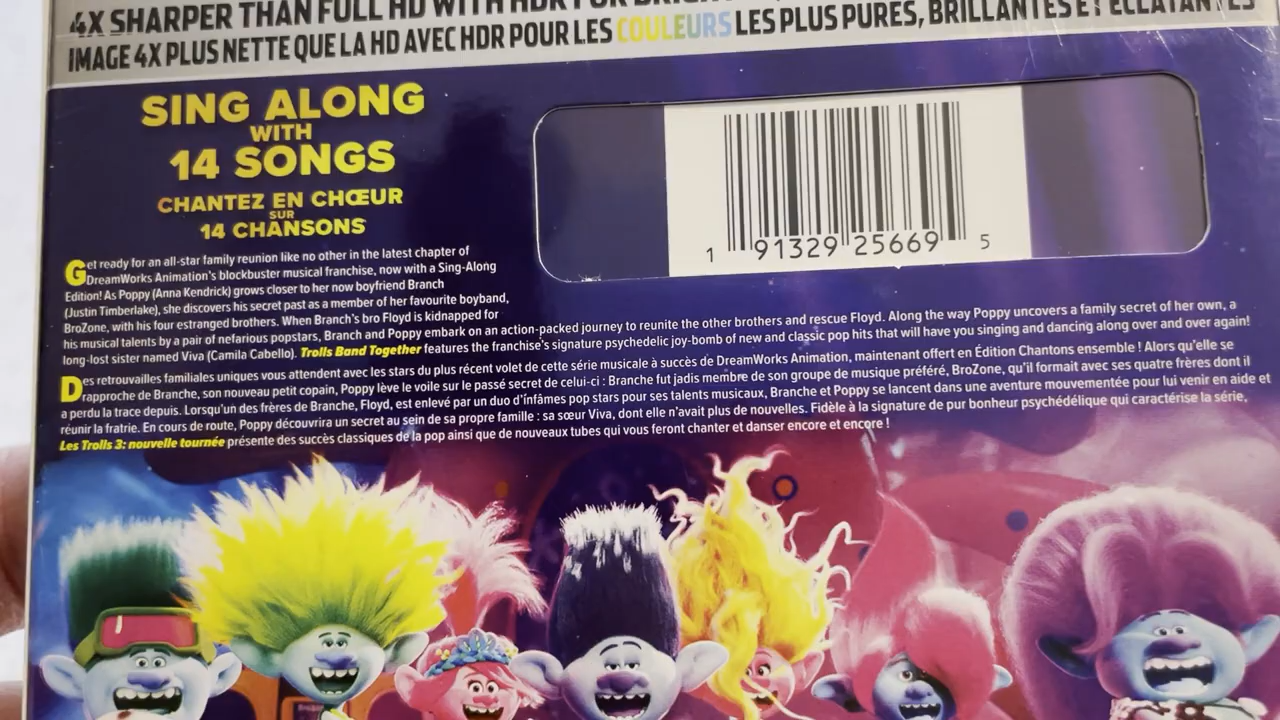 4X SHARPER THAN FULL HD WITH HDR FOR
IMAGE 4X PLUS NETTE QUE LA HD AVEC HDR POUR LES COULEURS LES PLUS PURES, BRILLANTES ET ÉCLATANTES
SING ALONG
WITH
14 SONGS
CHANTEZ EN CHŒUR
SUR
14 CHANSONS
1 91329 25669 5
Get ready for an all-star family reunion like no other in the latest chapter of
DreamWorks Animation's blockbuster musical franchise, now with a Sing-Along
Edition! As Poppy (Anna Kendrick) grows closer to her now boyfriend Branch
(Justin Timberlake), she discovers his secret past as a member of her favourite boyband,
BroZone, with his four estranged brothers. When Branch's bro Floyd is kidnapped for
his musical talents by a pair of nefarious popstars, Branch and Poppy embark on an action-packed journey to reunite the other brothers and rescue Floyd. Along the way Poppy uncovers a family secret of her own, a
long-lost sister named Viva (Camila Cabello). Trolls Band Together features the franchise's signature psychedelic joy-bomb of new and classic pop hits that will have you singing and dancing along over and over again!
Des retrouvailles familiales uniques vous attendent avec les stars du plus récent volet de cette série musicale à succès de DreamWorks Animation, maintenant offert en Édition Chantons ensemble ! Alors qu'elle se
rapproche de Branche, son nouveau petit copain, Poppy lève le voile sur le passé secret de celui-ci : Branche fut jadis membre de son groupe de musique préféré, BroZone, qu'il formait avec ses quatre frères dont il
a perdu la trace depuis. Lorsqu'un des frères de Branche, Floyd, est enlevé par un duo d'infâmes pop stars pour ses talents musicaux, Branche et Poppy se lancent dans une aventure mouvementée pour lui venir en aide et
réunir la fratrie. En cours de route, Poppy découvrira un secret au sein de sa propre famille : sa sœur Viva, dont elle n'avait plus de nouvelles. Fidèle à la signature de pur bonheur psychédélique qui caractérise la série,
Les Trolls 3: nouvelle tournée présente des succès classiques de la pop ainsi que de nouveaux tubes qui vous feront chanter et danser encore et encore !